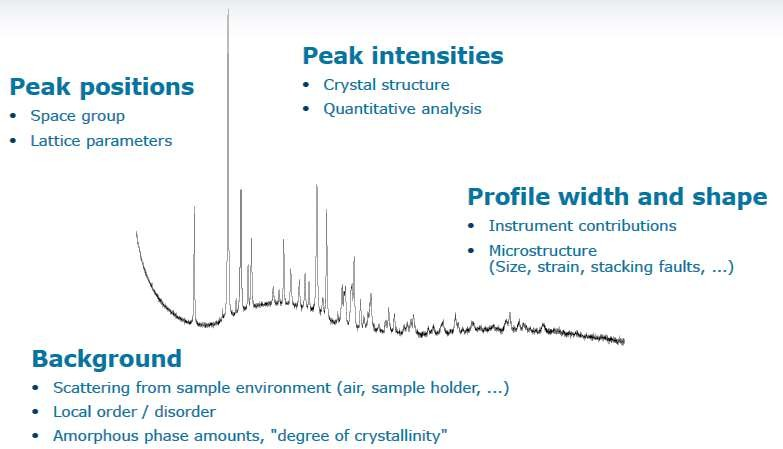 Peak intensities
• Crystal structure
• Quantitative analysis
Peak positions
• Space group
• Lattice parameters
Profile width and shape
• Instrument contributions
• Microstructure
(Size, strain, stacking faults, ...)
Background
• Scattering from sample environment (air, sample holder, ...)
• Local order / disorder
• Amorphous phase amounts, "degree of crystallinity"